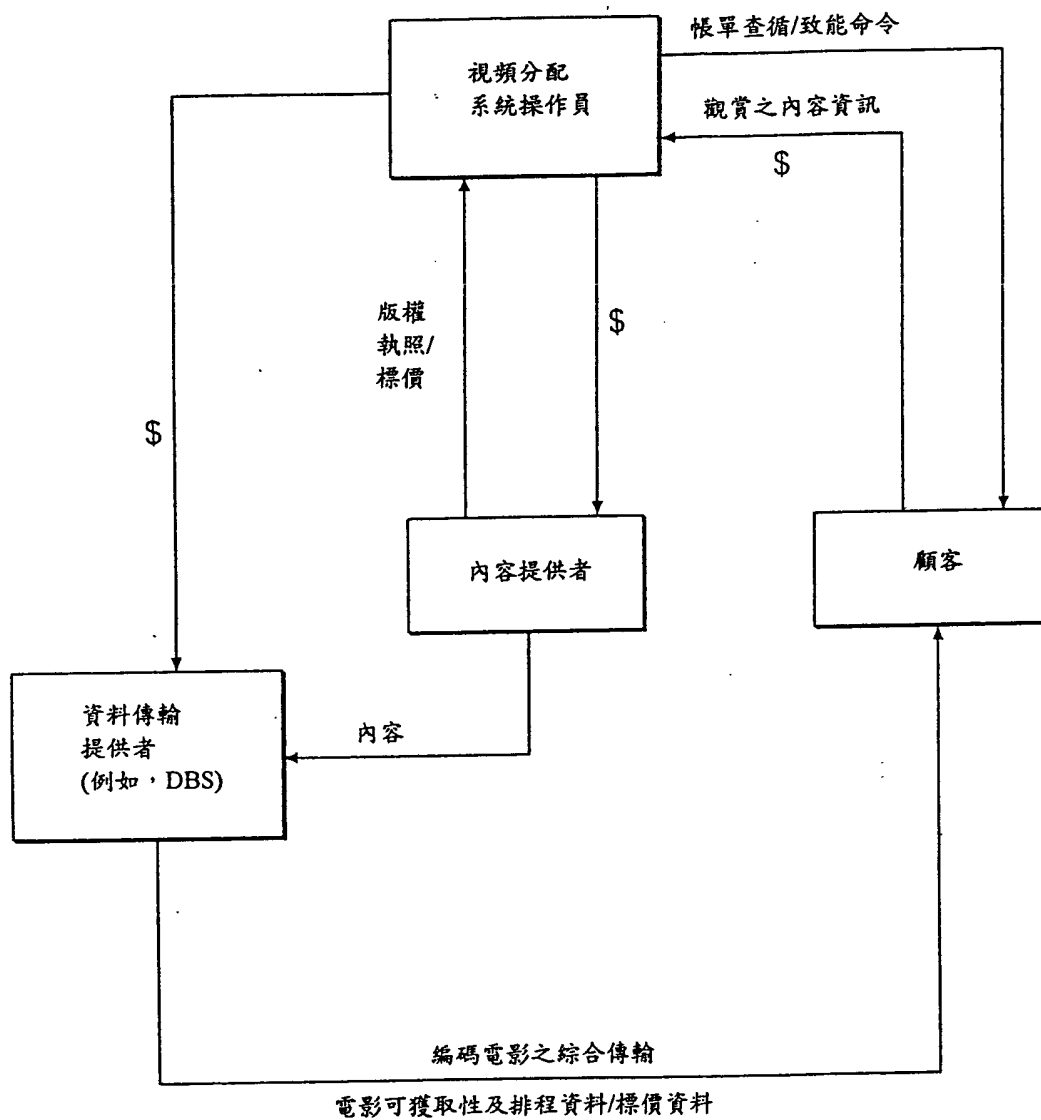 帳單查循/致能命令
視頻分配
系統操作員
觀賞之內容資訊
$
版權
執照/
標價
$
$
內容提供者
顧客
資料傳輸
提供者
(例如，DBS)
內容
編碼電影之綜合傳輸
電影可獲取性及排程資料/標價資料